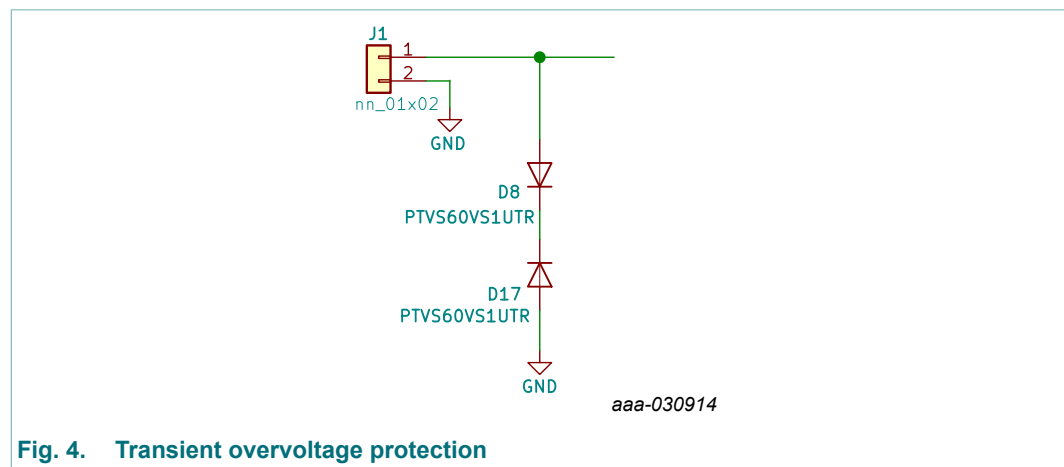 J1
1
2
nn_01x02
GND
D8
PTVS60VS1UTR
D17
PTVS60VS1UTR
GND
aaa-030914
Fig. 4. Transient overvoltage protection